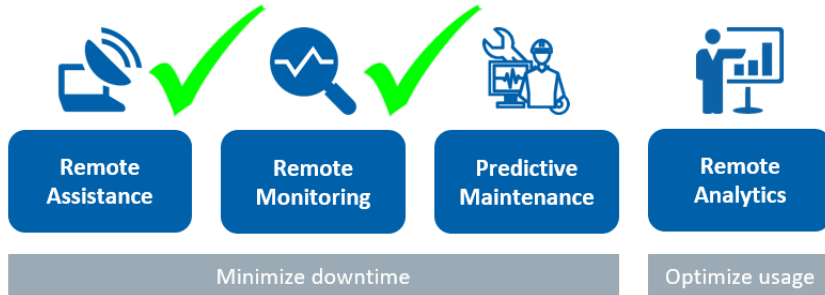 Remote
Assistance
Remote
Monitoring
Predictive
Maintenance
Remote
Analytics
Minimize downtime
Optimize usage